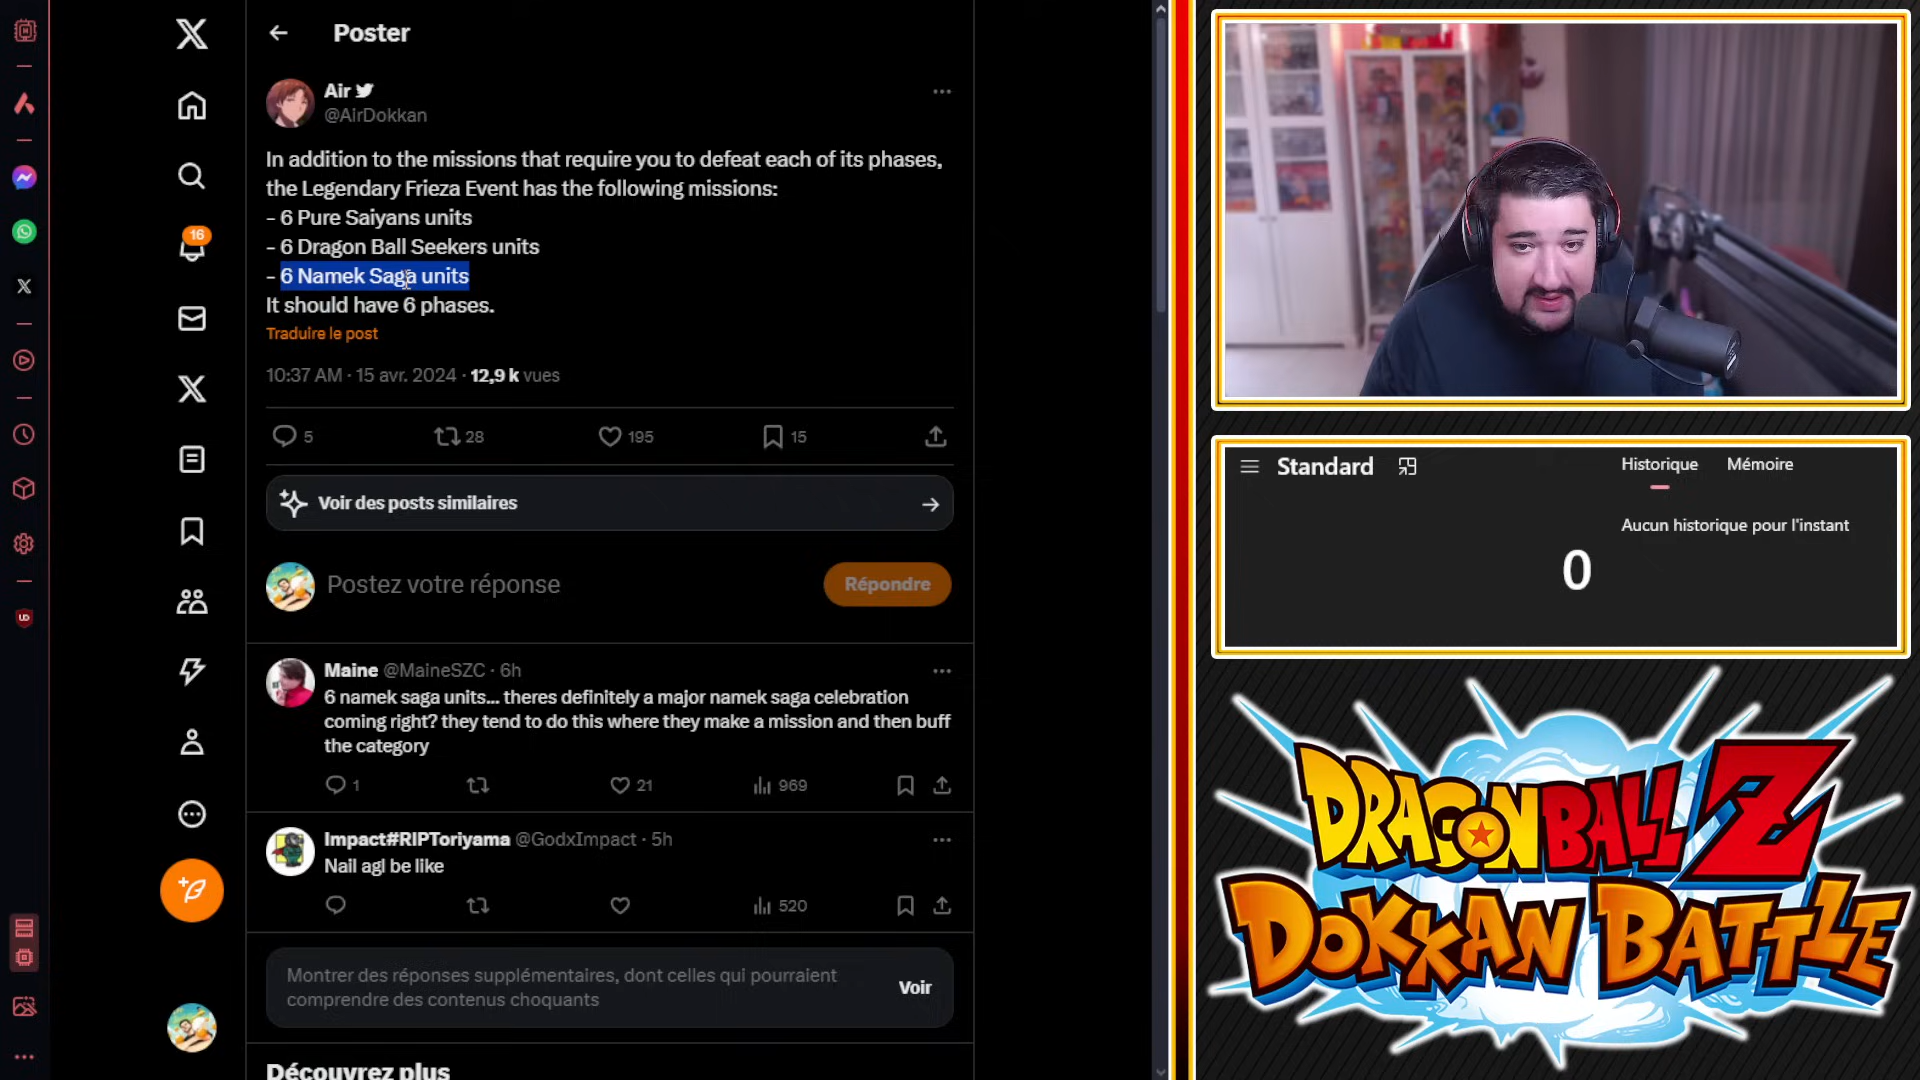 Poster
Air
@AirDokkan
In addition to the missions that require you to defeat each of its phases,
the Legendary Frieza Event has the following missions:
- 6 Pure Saiyans units
- 6 Dragon Ball Seekers units
- 6 Namek Saga units
It should have 6 phases.
Traduire le post
10:37 AM · 15 avr. 2024 · 12,9 k vues
5 28 195 15
Voir des posts similaires
Postez votre réponse
Répondre
Maine @MaineSZC · 6h
6 namek saga units... theres definitely a major namek saga celebration
coming right? they tend to do this where they make a mission and then buff
the category
1 21 969
Impact#RIPToriyama @GodxImpact · 5h
Nail agl be like
520
Montrer des réponses supplémentaires, dont celles qui pourraient
comprendre des contenus choquants
Voir
Découvrez plus
16
Standard
Historique Mémoire
Aucun historique pour l'instant
0
DRAGON BALL Z
DOKKAN BATTLE